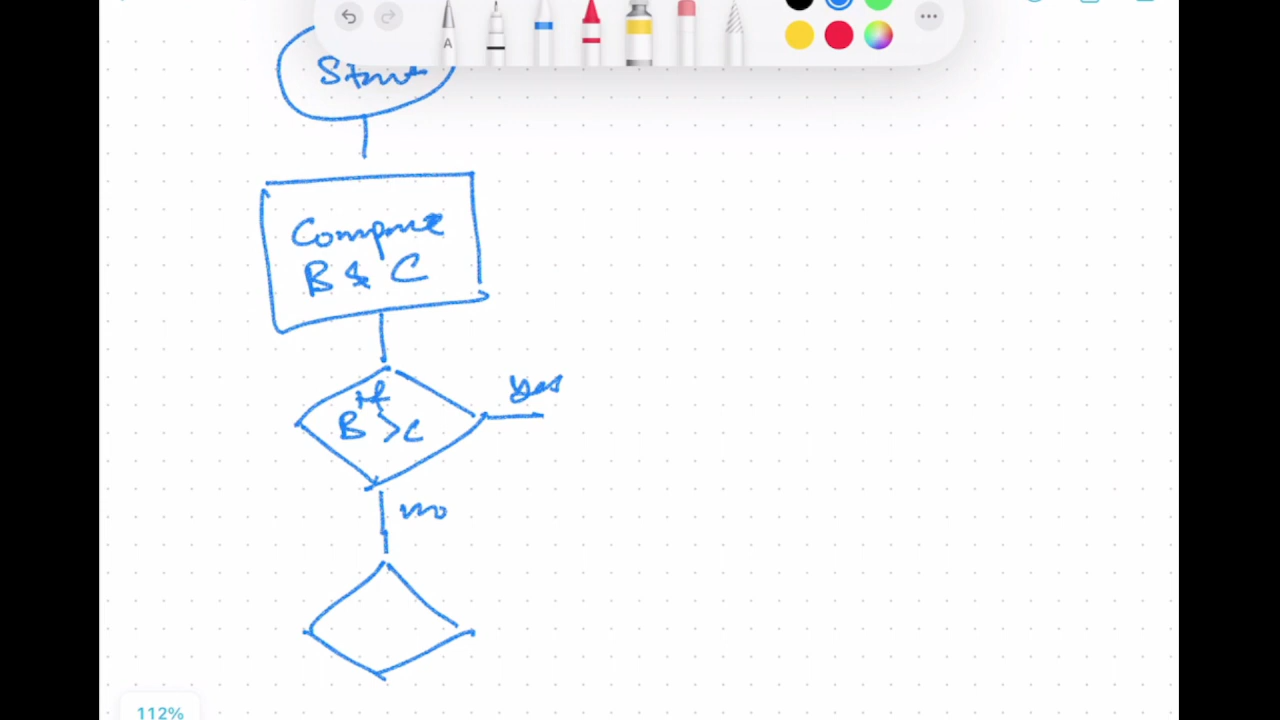 A
Start
Compare
B & C
If
B > C
Yes
no
112%